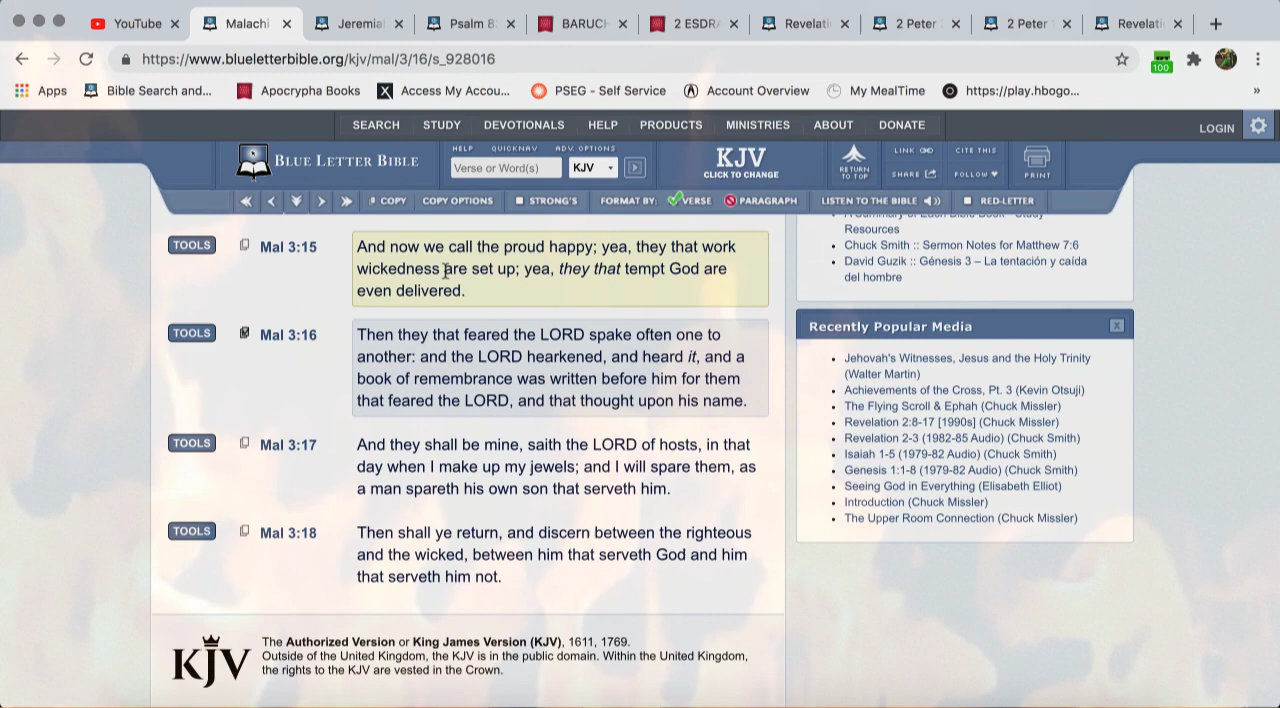 YouTube
Malachi
Jeremia
Psalm 8
BARUCH
2 ESDRA
Revelati
2 Peter
2 Peter
Revelati
https://www.blueletterbible.org/kjv/mal/3/16/s_928016
100
Apps
Bible Search and...
Apocrypha Books
Access My Accou...
PSEG - Self Service
Account Overview
My MealTime
https://play.hbogo...
»
SEARCH
STUDY
DEVOTIONALS
HELP
PRODUCTS
MINISTRIES
ABOUT
DONATE
LOGIN
BLUE LETTER BIBLE
HELP
QUICKNAV
ADV. OPTIONS
Verse or Word(s)
KJV
KJV
CLICK TO CHANGE
RETURN
TO TOP
LINK
CITE THIS
SHARE
FOLLOW
PRINT
COPY
COPY OPTIONS
STRONG'S
FORMAT BY:
VERSE
PARAGRAPH
LISTEN TO THE BIBLE
RED-LETTER
TOOLS
Mal 3:15
And now we call the proud happy; yea, they that work
wickedness are set up; yea, they that tempt God are
even delivered.
TOOLS
Mal 3:16
Then they that feared the LORD spake often one to
another: and the LORD hearkened, and heard it, and a
book of remembrance was written before him for them
that feared the LORD, and that thought upon his name.
TOOLS
Mal 3:17
And they shall be mine, saith the LORD of hosts, in that
day when I make up my jewels; and I will spare them, as
a man spareth his own son that serveth him.
TOOLS
Mal 3:18
Then shall ye return, and discern between the righteous
and the wicked, between him that serveth God and him
that serveth him not.
KJV
The Authorized Version or King James Version (KJV), 1611, 1769.
Outside of the United Kingdom, the KJV is in the public domain. Within the United Kingdom,
the rights to the KJV are vested in the Crown.
A Summary of Each Bible Book - Study
Resources
Chuck Smith :: Sermon Notes for Matthew 7:6
David Guzik :: Génesis 3 – La tentación y caída
del hombre
Recently Popular Media
Jehovah's Witnesses, Jesus and the Holy Trinity
(Walter Martin)
Achievements of the Cross, Pt. 3 (Kevin Otsuji)
The Flying Scroll & Ephah (Chuck Missler)
Revelation 2:8-17 [1990s] (Chuck Missler)
Revelation 2-3 (1982-85 Audio) (Chuck Smith)
Isaiah 1-5 (1979-82 Audio) (Chuck Smith)
Genesis 1:1-8 (1979-82 Audio) (Chuck Smith)
Seeing God in Everything (Elisabeth Elliot)
Introduction (Chuck Missler)
The Upper Room Connection (Chuck Missler)